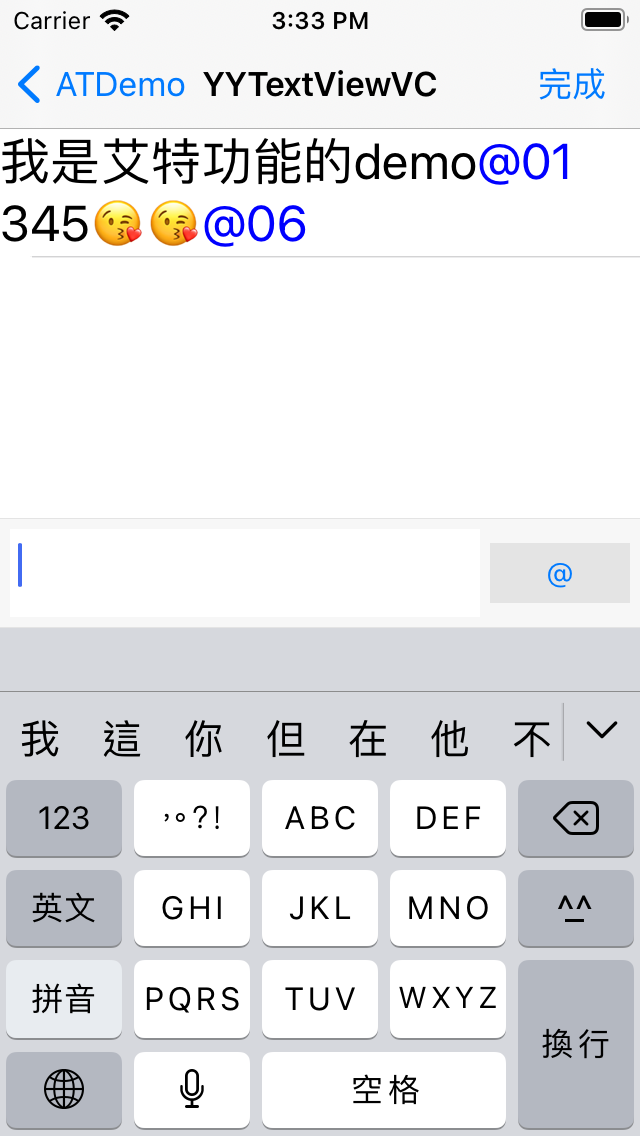 Carrier 3:33 PM
ATDemo YYTextViewVC 完成
我是艾特功能的demo@01
345😘😘@06
@
我 這 你 但 在 他 不
123 ，。?! ABC DEF
英文 GHI JKL MNO ^^
拼音 PQRS TUV WXYZ
換行
空格